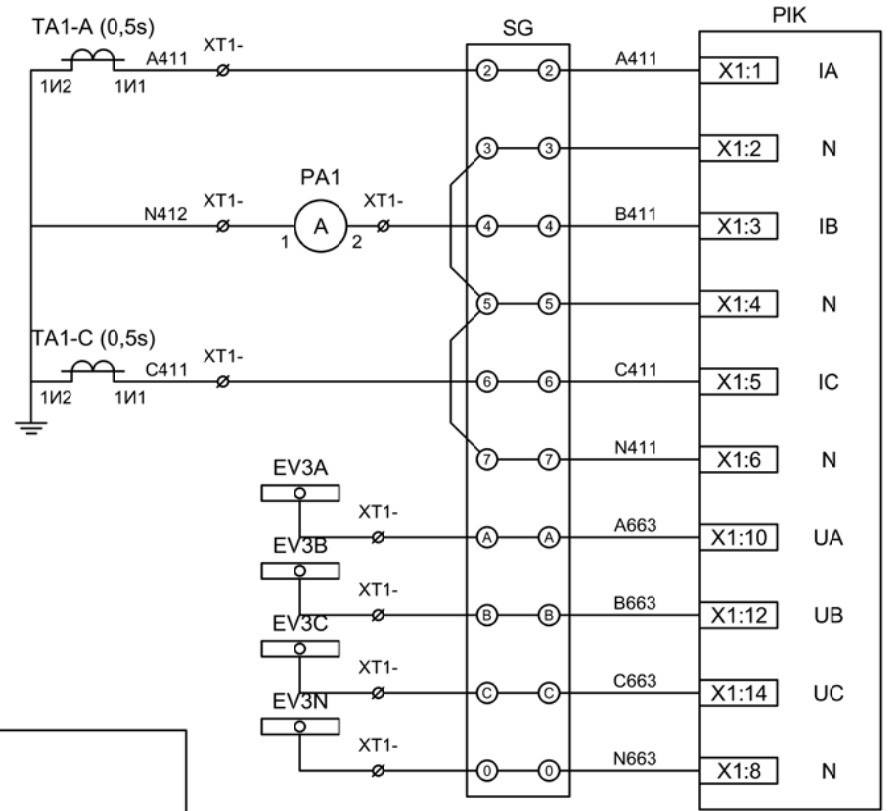 PIK
SG
TA1-A (0,5s)
A411 XT1-
1И2 1И1
2 2 A411 X1:1 IA
3 3 X1:2 N
PA1
N412 XT1- XT1-
1 A 2 4 4 B411 X1:3 IB
5 5 X1:4 N
TA1-C (0,5s)
C411 XT1-
1И2 1И1
6 6 C411 X1:5 IC
7 7 N411 X1:6 N
EV3A
XT1-
A A A663 X1:10 UA
EV3B
XT1-
B B B663 X1:12 UB
EV3C
XT1-
C C C663 X1:14 UC
EV3N
XT1-
0 0 N663 X1:8 N